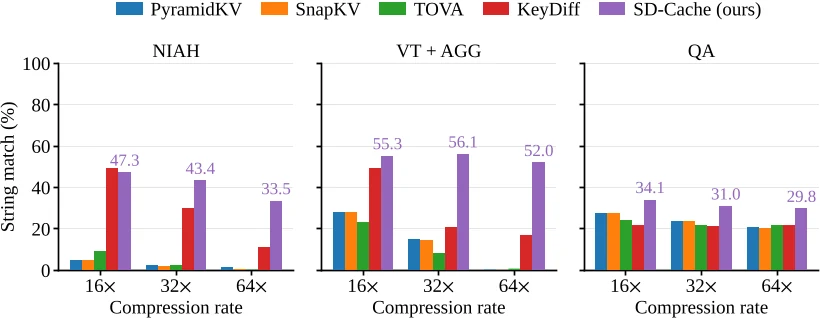 PyramidKV SnapKV TOVA KeyDiff SD-Cache (ours)
NIAH VT + AGG QA
String match (%)
100
80
60
40
20
0
47.3 43.4 33.5
55.3 56.1 52.0
34.1 31.0 29.8
16× 32× 64× 16× 32× 64× 16× 32× 64×
Compression rate Compression rate Compression rate